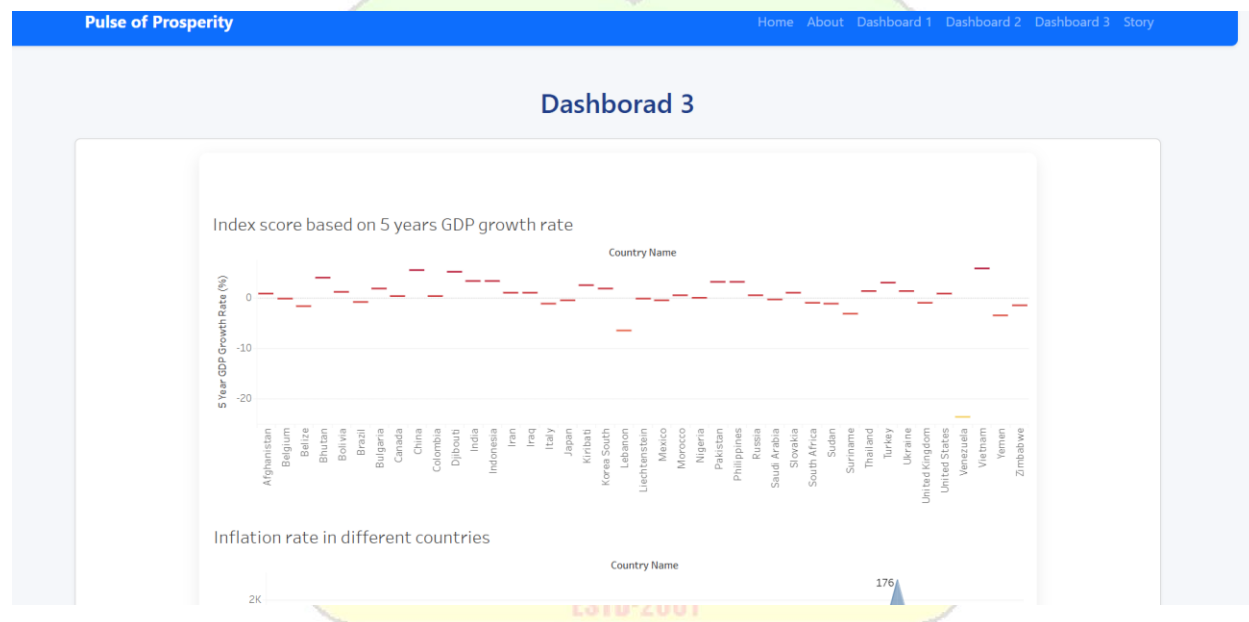 Pulse of Prosperity
Home About Dashboard 1 Dashboard 2 Dashboard 3 Story
Dashborad 3
Index score based on 5 years GDP growth rate
Country Name
5 Year GDP Growth Rate (%)
0
-10
-20
Afghanistan
Belgium
Belize
Bhutan
Bolivia
Brazil
Bulgaria
Canada
China
Colombia
Djibouti
India
Indonesia
Iran
Iraq
Italy
Japan
Kiribati
Korea South
Lebanon
Liechtenstein
Mexico
Morocco
Nigeria
Pakistan
Philippines
Russia
Saudi Arabia
Slovakia
South Africa
Sudan
Suriname
Thailand
Turkey
Ukraine
United Kingdom
United States
Venezuela
Vietnam
Yemen
Zimbabwe
Inflation rate in different countries
Country Name
176
2K
ESTD-2001